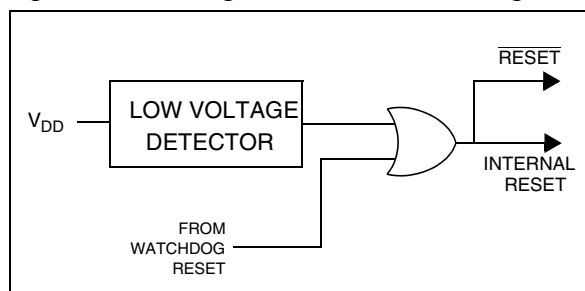 RESET
V_DD
LOW VOLTAGE
DETECTOR
INTERNAL
RESET
FROM
WATCHDOG
RESET